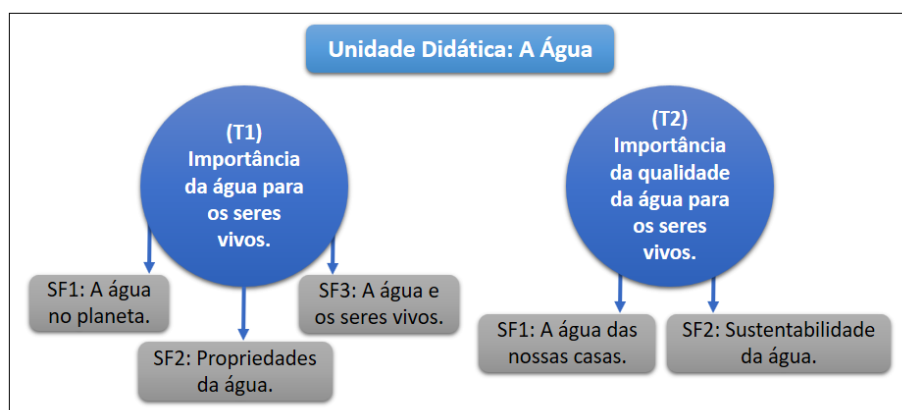 Unidade Didática: A Água
(T1)
Importância
da água para
os seres
vivos.
SF1: A água
no planeta.
SF2: Propriedades
da água.
SF3: A água e
os seres vivos.
(T2)
Importância
da qualidade
da água para
os seres
vivos.
SF1: A água das
nossas casas.
SF2: Sustentabilidade
da água.